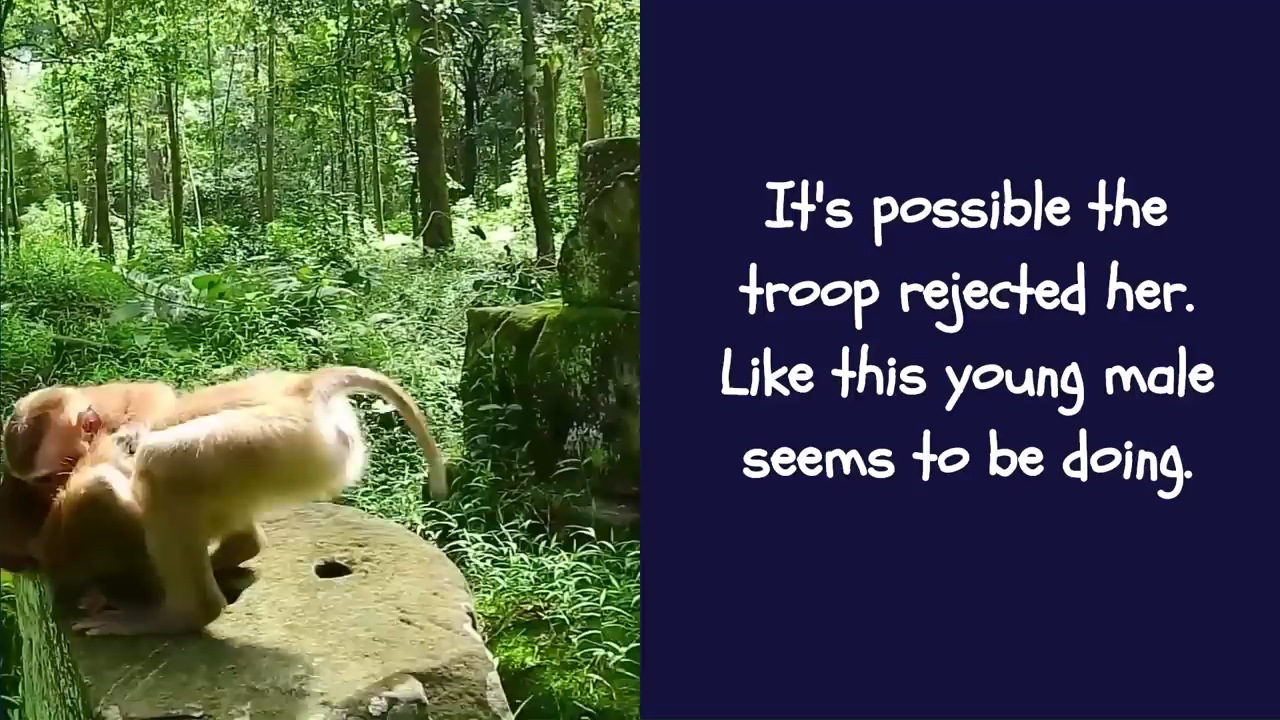 It's possible the
troop rejected her.
Like this young male
seems to be doing.